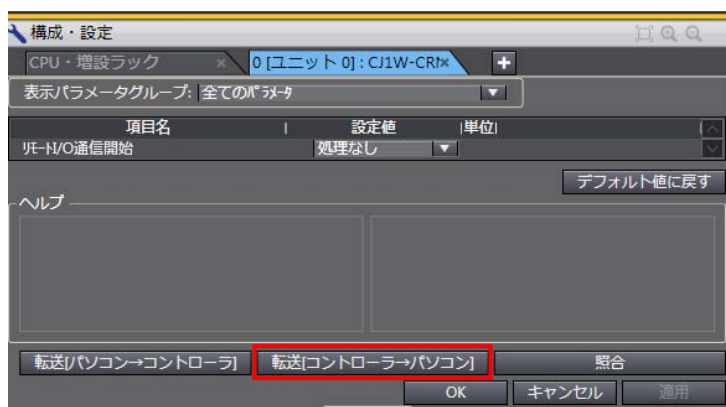 構成・設定
CPU・増設ラック × 0 [ユニット 0] : CJ1W-CRM× +
表示パラメータグループ: 全てのパラメータ
項目名 設定値 単位
リモートI/O通信開始 処理なし
デフォルト値に戻す
ヘルプ
転送[パソコン→コントローラ] 転送[コントローラ→パソコン] 照合
OK キャンセル 適用